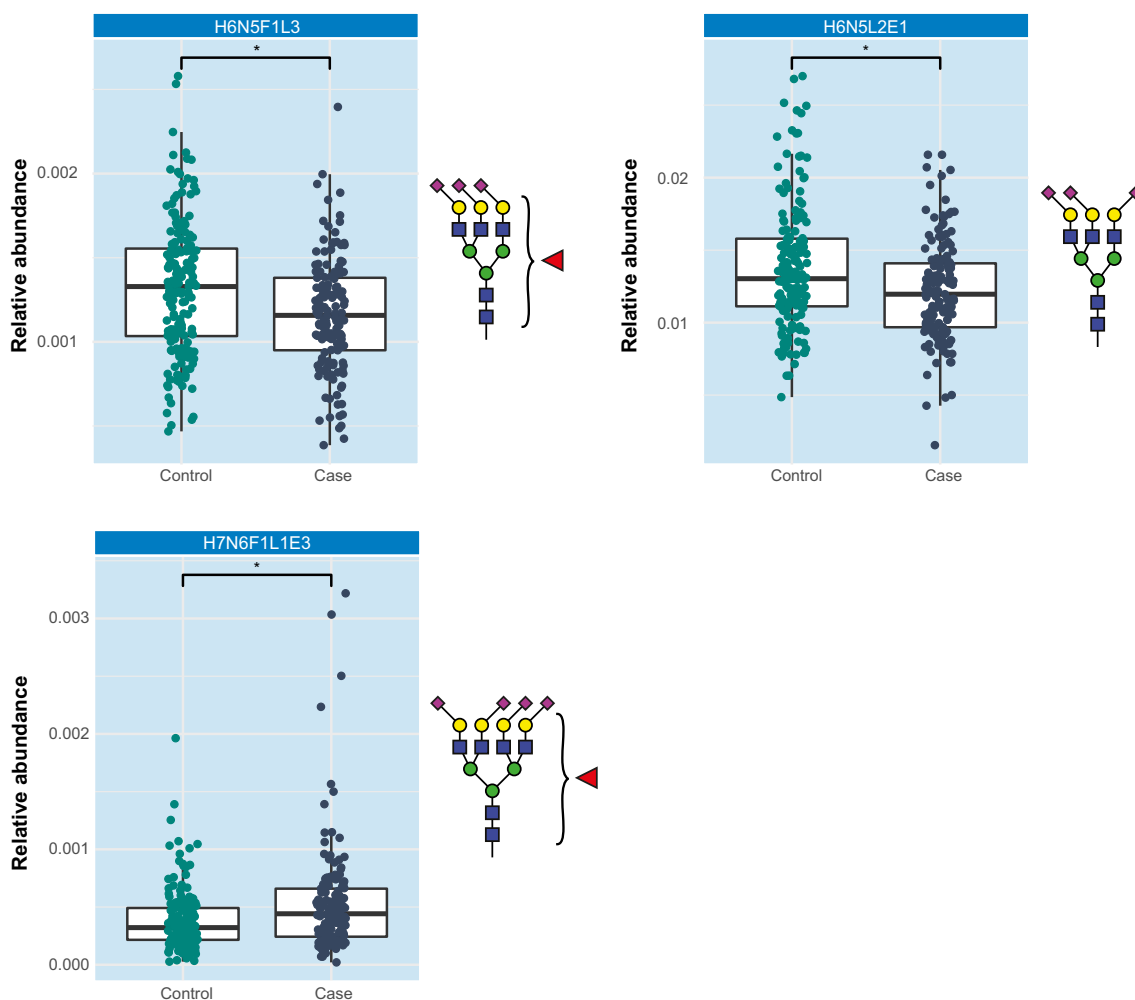 H6N5F1L3
*
Relative abundance
0.002
0.001
Control
Case
H6N5L2E1
*
Relative abundance
0.02
0.01
Control
Case
H7N6F1L1E3
*
Relative abundance
0.003
0.002
0.001
0.000
Control
Case